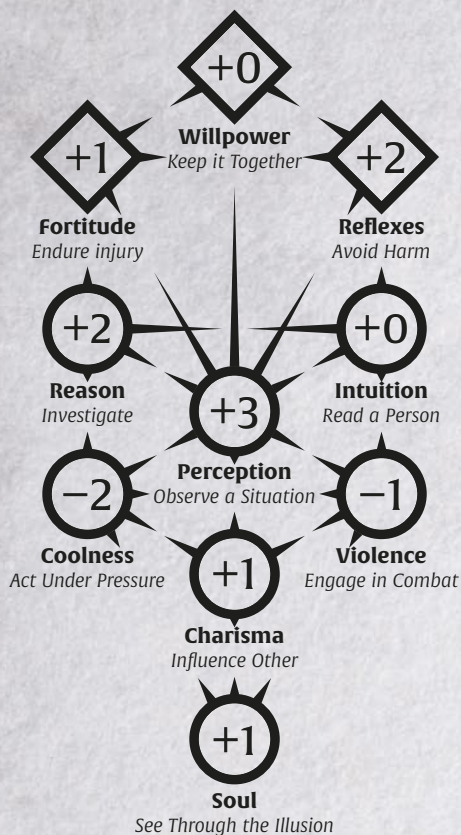 +0
Willpower
Keep it Together
+1
Fortitude
Endure injury
+2
Reflexes
Avoid Harm
+2
Reason
Investigate
+0
Intuition
Read a Person
+3
Perception
Observe a Situation
−2
Coolness
Act Under Pressure
−1
Violence
Engage in Combat
+1
Charisma
Influence Other
+1
Soul
See Through the Illusion